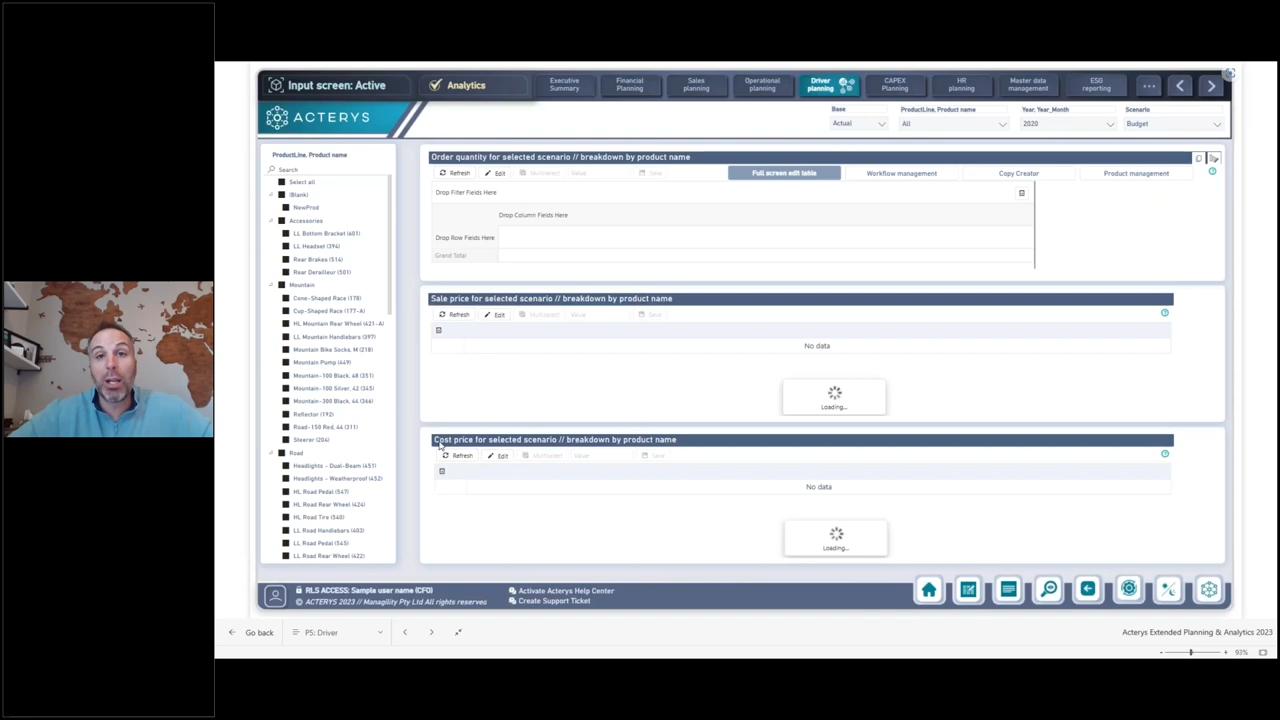 Input screen: Active
Analytics
Executive Summary
Financial Planning
Sales planning
Operational planning
Driver planning
CAPEX Planning
HR planning
Master data management
ESG reporting
ACTERYS
Base
Actual
ProductLine, Product name
All
Year, Year_Month
2020
Scenario
Budget
ProductLine, Product name
Search
Select all
(Blank)
NewProd
Accessories
LL Bottom Bracket (601)
LL Headset (394)
Rear Brakes (514)
Rear Derailleur (501)
Mountain
Cone-Shaped Race (178)
Cup-Shaped Race (177-A)
HL Mountain Rear Wheel (421-A)
LL Mountain Handlebars (397)
Mountain Bike Socks, M (218)
Mountain Pump (449)
Mountain-100 Black, 48 (351)
Mountain-100 Silver, 42 (345)
Mountain-300 Black, 44 (366)
Reflector (192)
Road-150 Red, 44 (311)
Steerer (204)
Road
Headlights - Dual-Beam (451)
Headlights - Weatherproof (452)
HL Road Pedal (547)
HL Road Rear Wheel (424)
HL Road Tire (540)
LL Road Handlebars (403)
LL Road Pedal (545)
LL Road Rear Wheel (422)
Order quantity for selected scenario // breakdown by product name
Refresh Edit Multiselect Value Save
Full screen edit table
Workflow management
Copy Creator
Product management
Drop Filter Fields Here
Drop Column Fields Here
Drop Row Fields Here
Grand Total
Sale price for selected scenario // breakdown by product name
Refresh Edit Multiselect Value Save
No data
Loading...
Cost price for selected scenario // breakdown by product name
Refresh Edit Multiselect Value Save
No data
Loading...
RLS ACCESS: Sample user name (CFO)
© ACTERYS 2023 // Managility Pty Ltd All rights reserved
Activate Acterys Help Center
Create Support Ticket
Go back
P5: Driver
Acterys Extended Planning & Analytics 2023
- + 93%